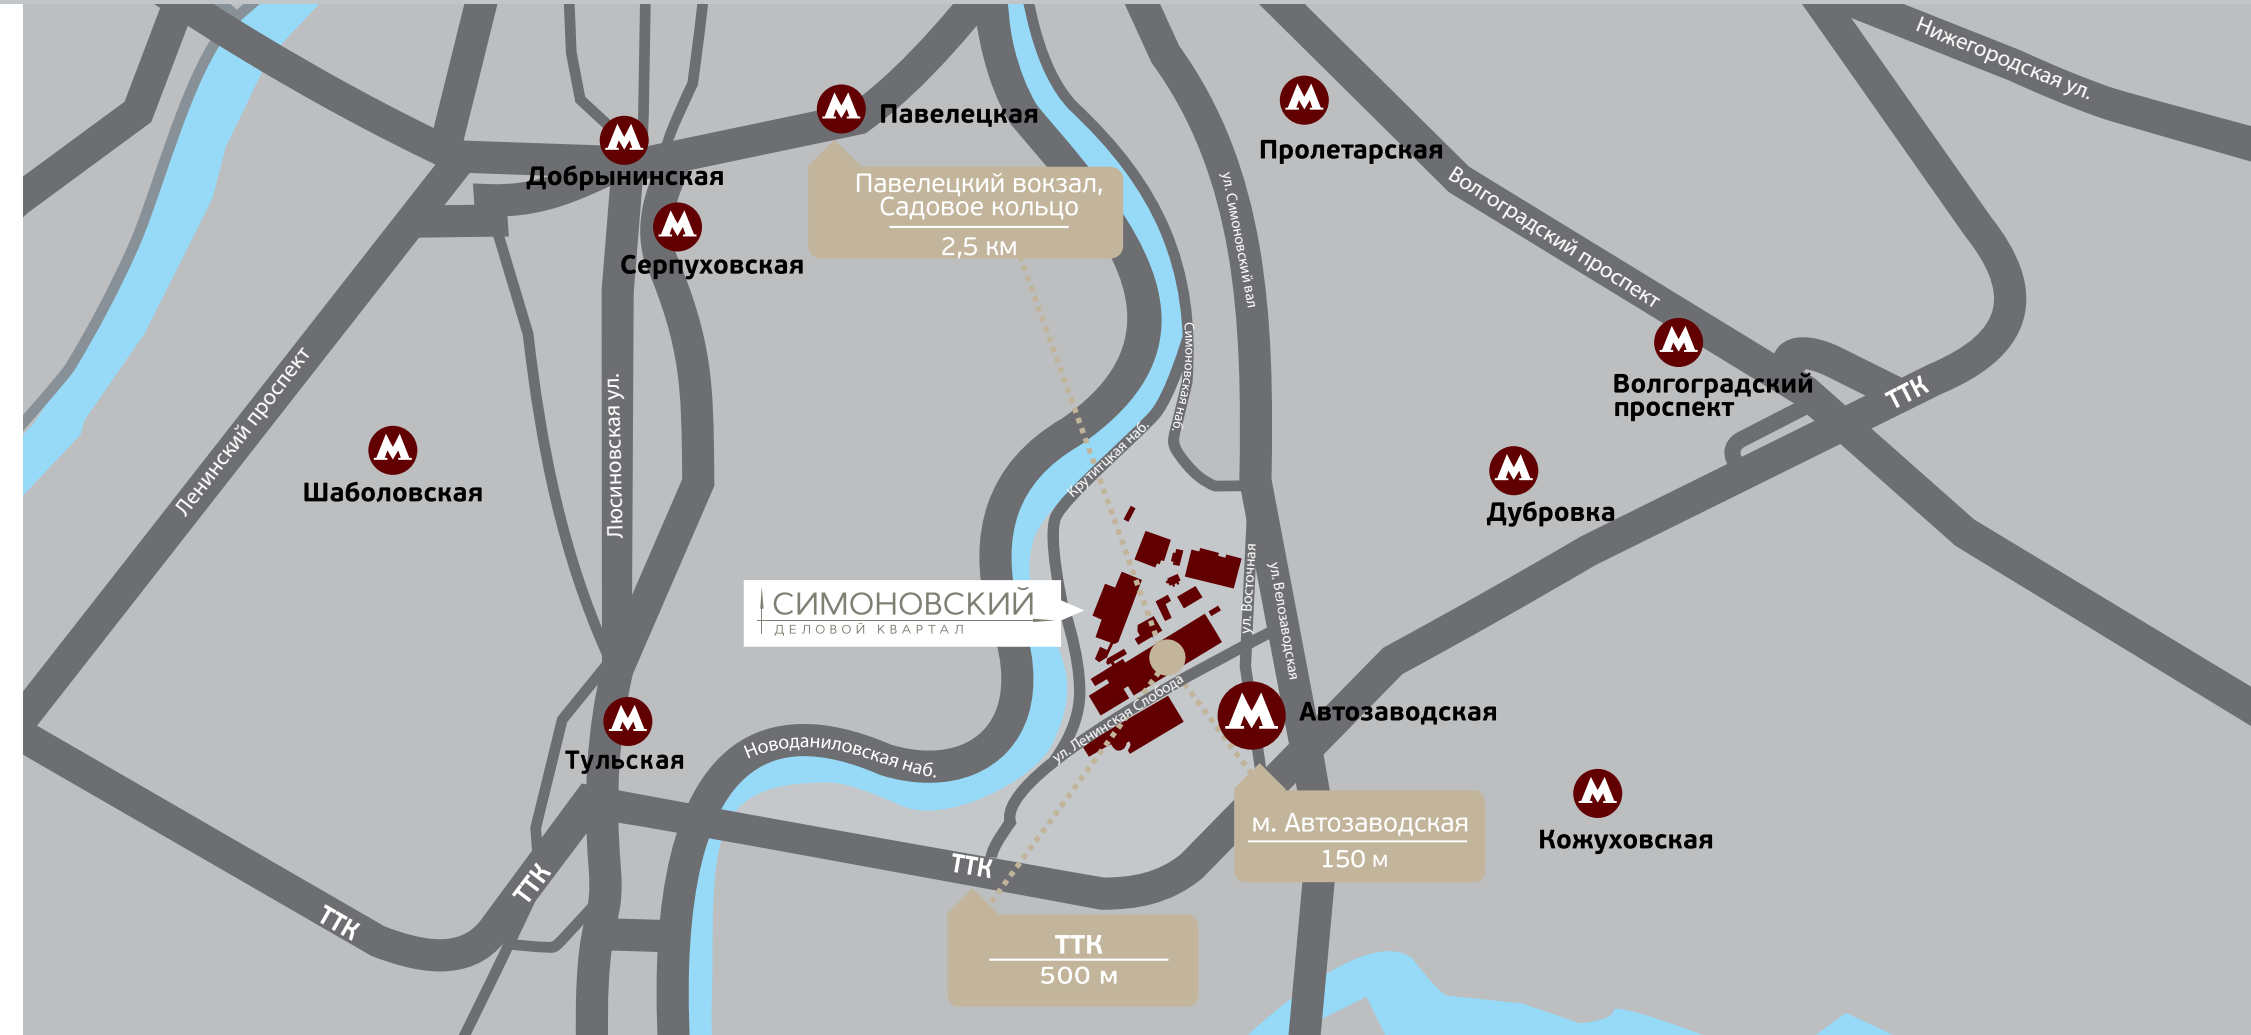 Нижегородская ул.
Павелецкая
Пролетарская
Добрынинская
Павелецкий вокзал,
Садовое кольцо
2,5 км
ул. Симоновский вал
Волгоградский проспект
Серпуховская
Симоновская наб.
Волгоградский
проспект
ТТК
Ленинский проспект
Люсиновская ул.
Крутитцкая наб.
Шаболовская
Дубровка
ул. Восточная
ул. Велозаводская
СИМОНОВСКИЙ
ДЕЛОВОЙ КВАРТАЛ
ул. Ленинская Слобода
Автозаводская
Тульская
Новоданиловская наб.
м. Автозаводская
150 м
Кожуховская
ТТК
ТТК
ТТК
ТТК
500 м
М
М
М
М
М
М
М
М
М
М
М